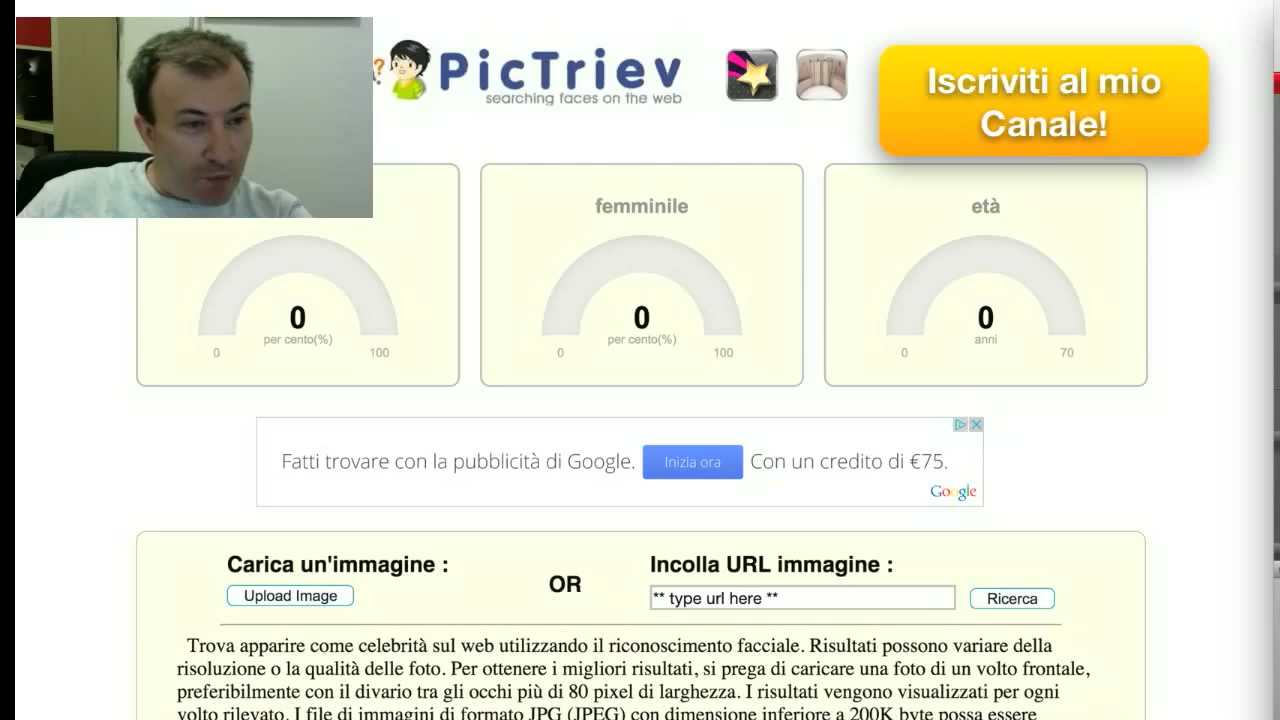 ?
PicTriev
searching faces on the web
Iscriviti al mio
Canale!
femminile
età
0
per cento(%)
0
100
0
per cento(%)
0
100
0
anni
0
70
Fatti trovare con la pubblicità di Google.
Inizia ora
Con un credito di €75.
Google
Carica un'immagine :
Upload Image
OR
Incolla URL immagine :
** type url here **
Ricerca
Trova apparire come celebrità sul web utilizzando il riconoscimento facciale. Risultati possono variare della
risoluzione o la qualità delle foto. Per ottenere i migliori risultati, si prega di caricare una foto di un volto frontale,
preferibilmente con il divario tra gli occhi più di 80 pixel di larghezza. I risultati vengono visualizzati per ogni
volto rilevato. I file di immagini di formato JPG (JPEG) con dimensione inferiore a 200K byte possa essere